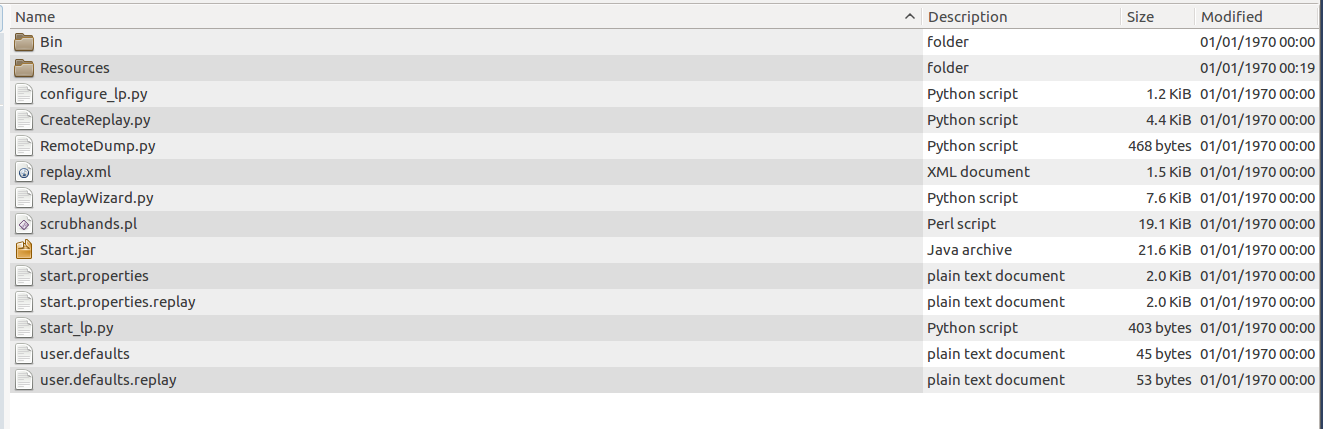 Name Description Size Modified
Bin folder 01/01/1970 00:00
Resources folder 01/01/1970 00:19
configure_lp.py Python script 1.2 KiB 01/01/1970 00:00
CreateReplay.py Python script 4.4 KiB 01/01/1970 00:00
RemoteDump.py Python script 468 bytes 01/01/1970 00:00
replay.xml XML document 1.5 KiB 01/01/1970 00:00
ReplayWizard.py Python script 7.6 KiB 01/01/1970 00:00
scrubhands.pl Perl script 19.1 KiB 01/01/1970 00:00
Start.jar Java archive 21.6 KiB 01/01/1970 00:00
start.properties plain text document 2.0 KiB 01/01/1970 00:00
start.properties.replay plain text document 2.0 KiB 01/01/1970 00:00
start_lp.py Python script 403 bytes 01/01/1970 00:00
user.defaults plain text document 45 bytes 01/01/1970 00:00
user.defaults.replay plain text document 53 bytes 01/01/1970 00:00